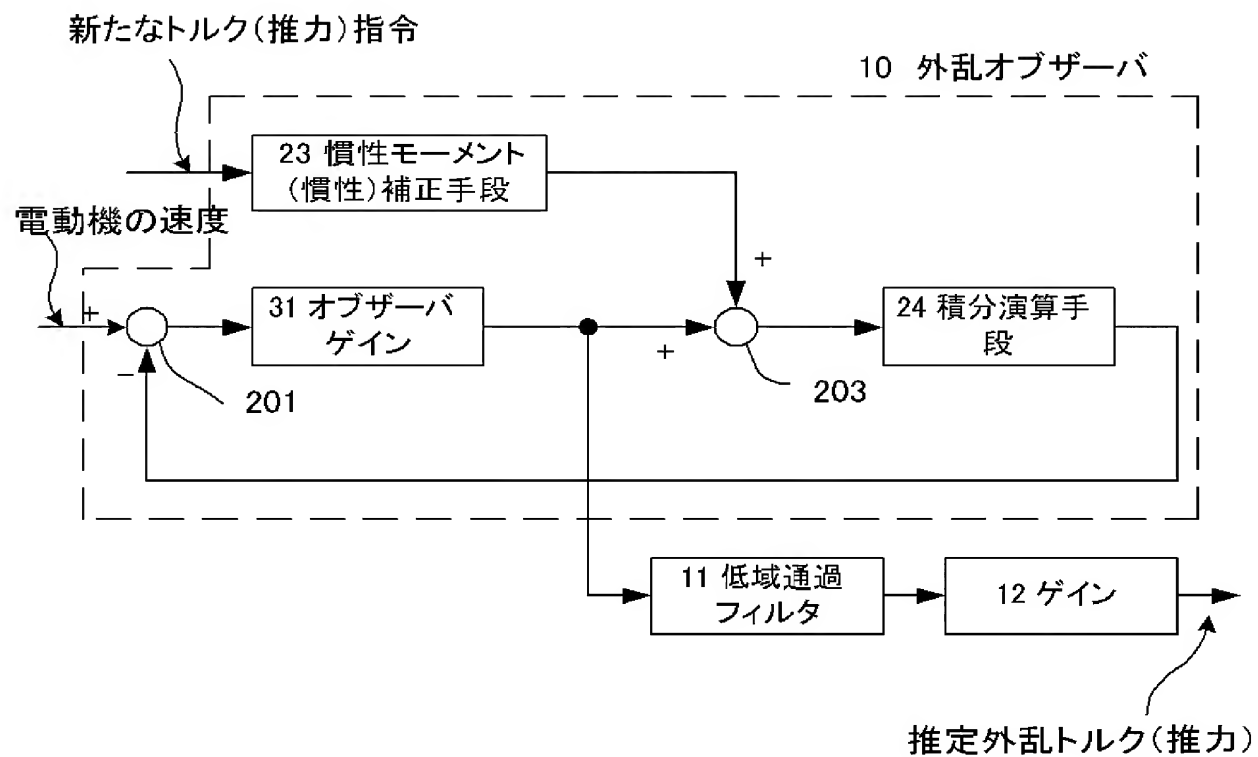 新たなトルク(推力)指令
10 外乱オブザーバ
23 慣性モーメント
(慣性)補正手段
電動機の速度
+
+
31 オブザーバ
ゲイン
24 積分演算手
段
+
−
201
203
11 低域通過
フィルタ
12 ゲイン
推定外乱トルク(推力)